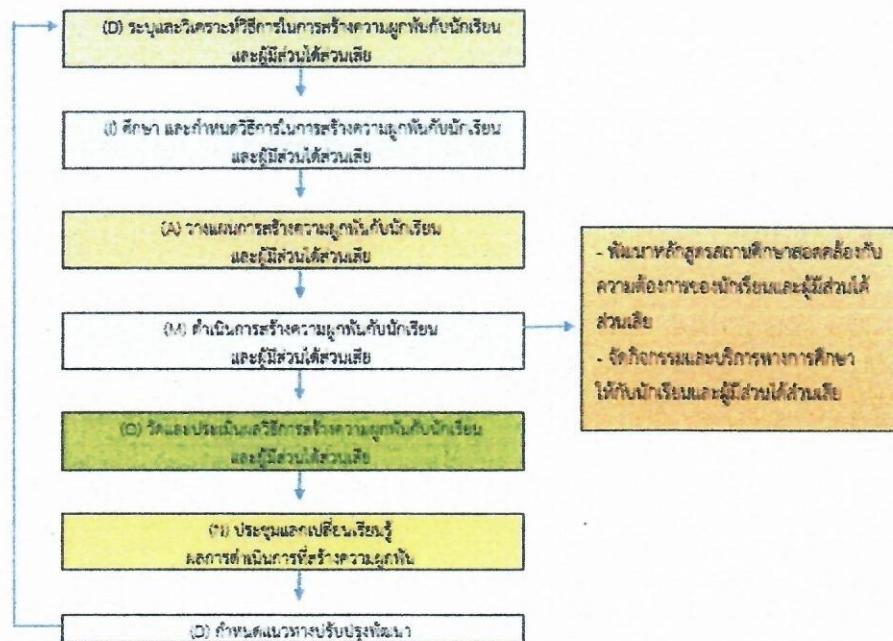 (D) ระบุและวิเคราะห์วิธีการในการสร้างความผูกพันกับนักเรียน
และผู้มีส่วนได้ส่วนเสีย
(I) ศึกษา และกำหนดวิธีการในการสร้างความผูกพันกับนักเรียน
และผู้มีส่วนได้ส่วนเสีย
(A) วางแผนการสร้างความผูกพันกับนักเรียน
และผู้มีส่วนได้ส่วนเสีย
(M) ดำเนินการสร้างความผูกพันกับนักเรียน
และผู้มีส่วนได้ส่วนเสีย
- พัฒนาหลักสูตรสถานศึกษาสอดคล้องกับ
ความต้องการของนักเรียนและผู้มีส่วนได้
ส่วนเสีย
- จัดกิจกรรมและบริการทางการศึกษา
ให้กับนักเรียนและผู้มีส่วนได้ส่วนเสีย
(O) วัดและประเมินผลวิธีการสร้างความผูกพันกับนักเรียน
และผู้มีส่วนได้ส่วนเสีย
(N) ประชุมแลกเปลี่ยนเรียนรู้
ผลการดำเนินการที่สร้างความผูกพัน
(D) กำหนดแนวทางปรับปรุงพัฒนา